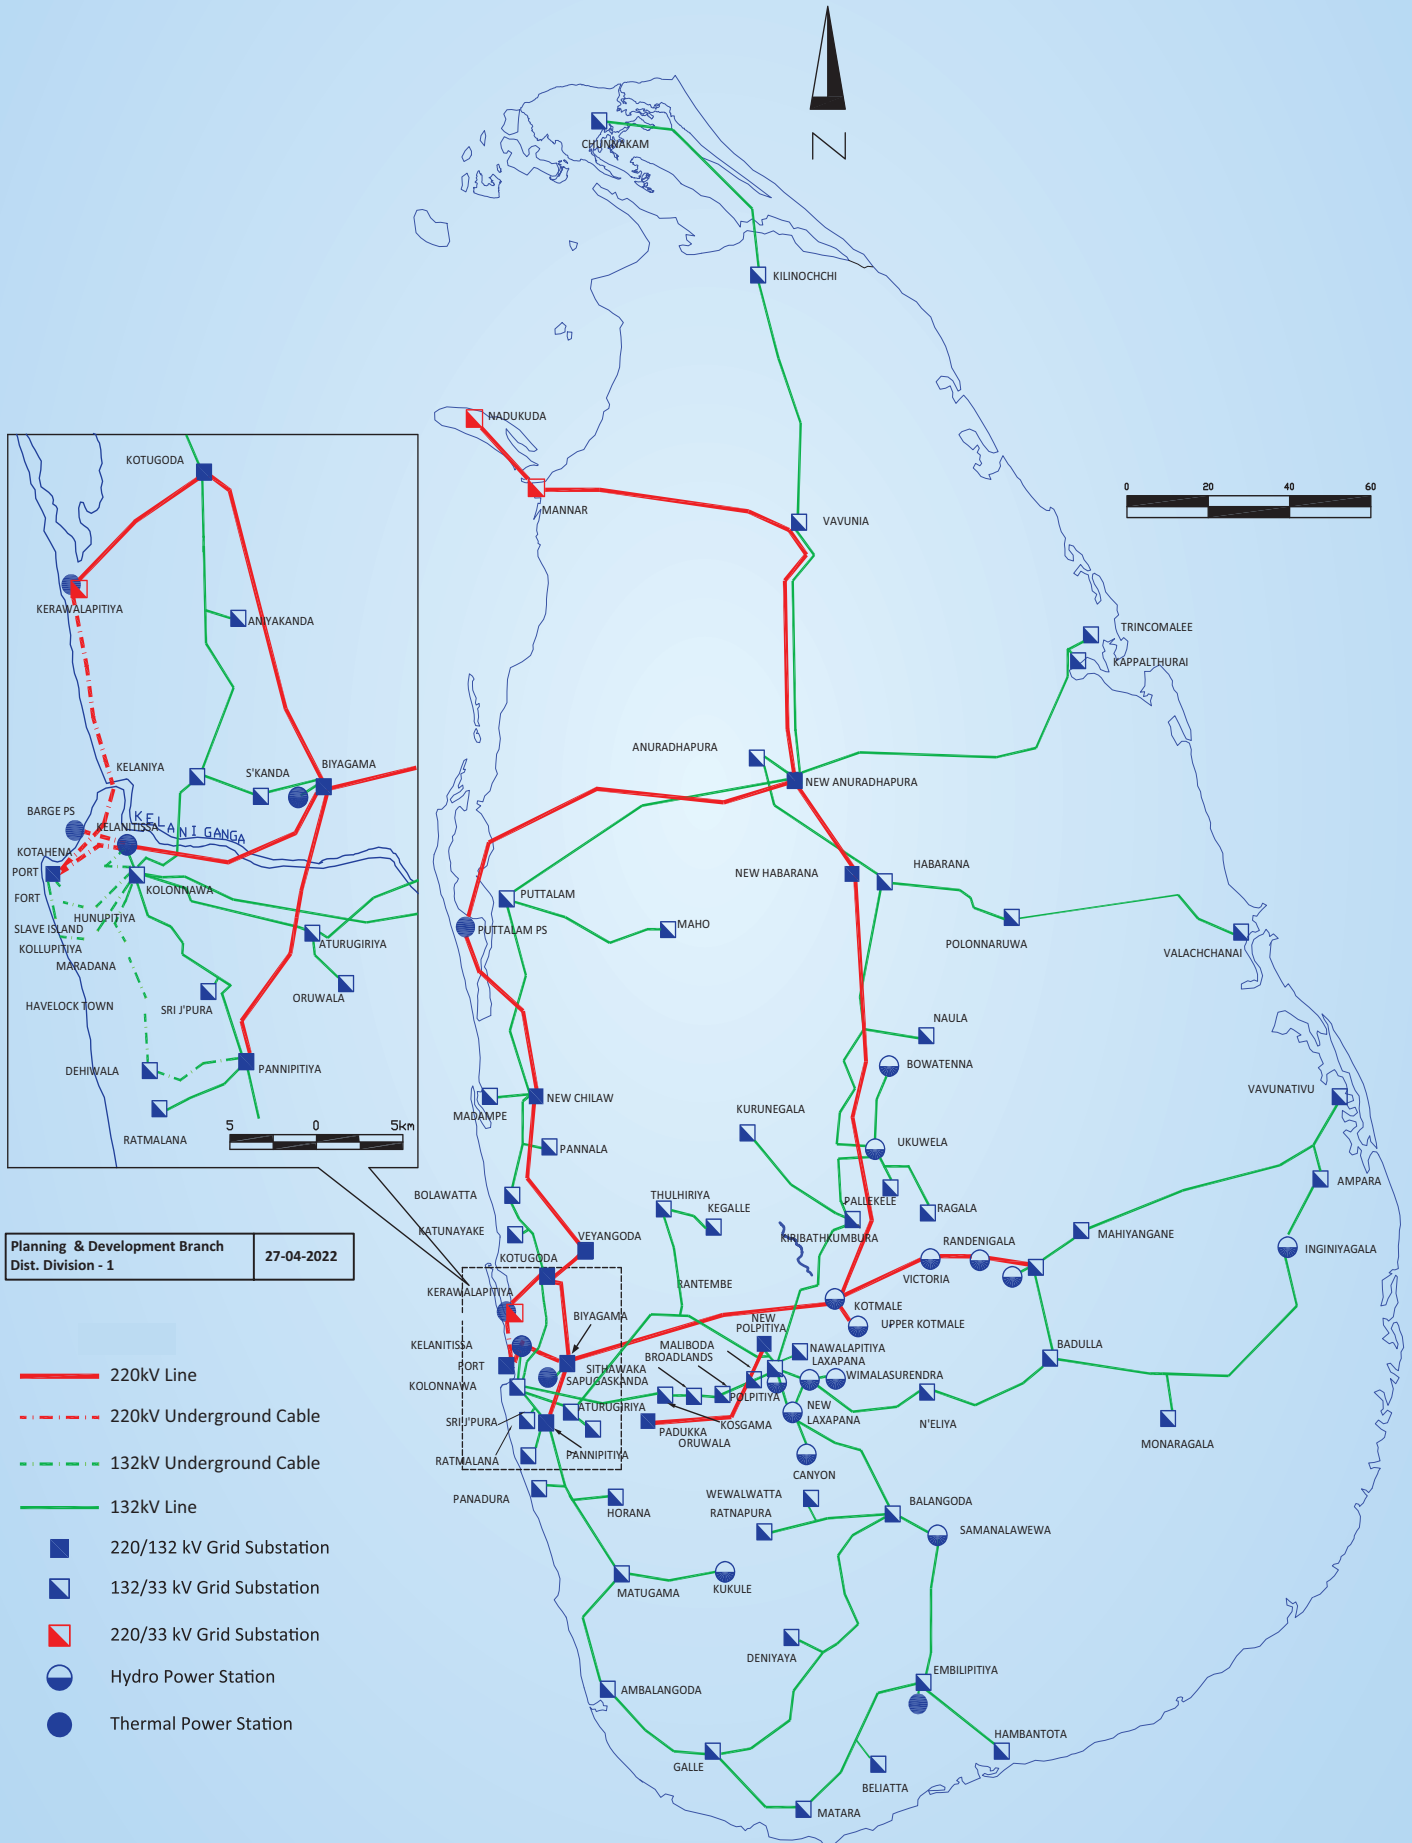 N
CHUNNAKAM
KILINOCHCHI
NADUKUDA
MANNAR
VAVUNIA
0 20 40 60
TRINCOMALEE
KAPPALTHURAI
ANURADHAPURA
NEW ANURADHAPURA
NEW HABARANA
HABARANA
PUTTALAM
MAHO
PUTTALAM PS
POLONNARUWA
VALACHCHANAI
NAULA
BOWATENNA
VAVUNATIVU
NEW CHILAW
MADAMPE
KURUNEGALA
UKUWELA
PANNALA
AMPARA
BOLAWATTA
THULHIRIYA
KEGALLE
PALLEKELE
RAGALA
KATUNAYAKE
VEYANGODA
KIRIBATHKUMBURA
RANDENIGALA
MAHIYANGANE
INGINIYAGALA
KOTUGODA
VICTORIA
RANTEMBE
KERAWALAPITIYA
KOTMALE
BIYAGAMA
NEW
POLPITIYA
UPPER KOTMALE
KELANITISSA
MALIBODA
NAWALAPITIYA
BADULLA
PORT
SITHAWAKA
BROADLANDS
LAXAPANA
WIMALASURENDRA
KOLONNAWA
SAPUGASKANDA
POLPITIYA
ATURUGIRIYA
NEW
LAXAPANA
N'ELIYA
SRI J'PURA
KOSGAMA
PADUKKA
ORUWALA
MONARAGALA
RATMALANA
PANNIPITIYA
CANYON
PANADURA
HORANA
WEWALWATTA
RATNAPURA
BALANGODA
SAMANALAWEWA
MATUGAMA
KUKULE
DENIYAYA
EMBILIPITIYA
AMBALANGODA
HAMBANTOTA
GALLE
BELIATTA
MATARA
KOTUGODA
KERAWALAPITIYA
ANIYAKANDA
KELANIYA
S'KANDA
BIYAGAMA
BARGE PS
KELANITISSA
KELANI GANGA
KOTAHENA
PORT
KOLONNAWA
FORT
HUNUPITIYA
SLAVE ISLAND
KOLLUPITIYA
ATURUGIRIYA
MARADANA
ORUWALA
HAVELOCK TOWN
SRI J'PURA
DEHIWALA
PANNIPITIYA
RATMALANA
5 0 5km
Planning & Development Branch
Dist. Division - 1
27-04-2022
220kV Line
220kV Underground Cable
132kV Underground Cable
132kV Line
220/132 kV Grid Substation
132/33 kV Grid Substation
220/33 kV Grid Substation
Hydro Power Station
Thermal Power Station